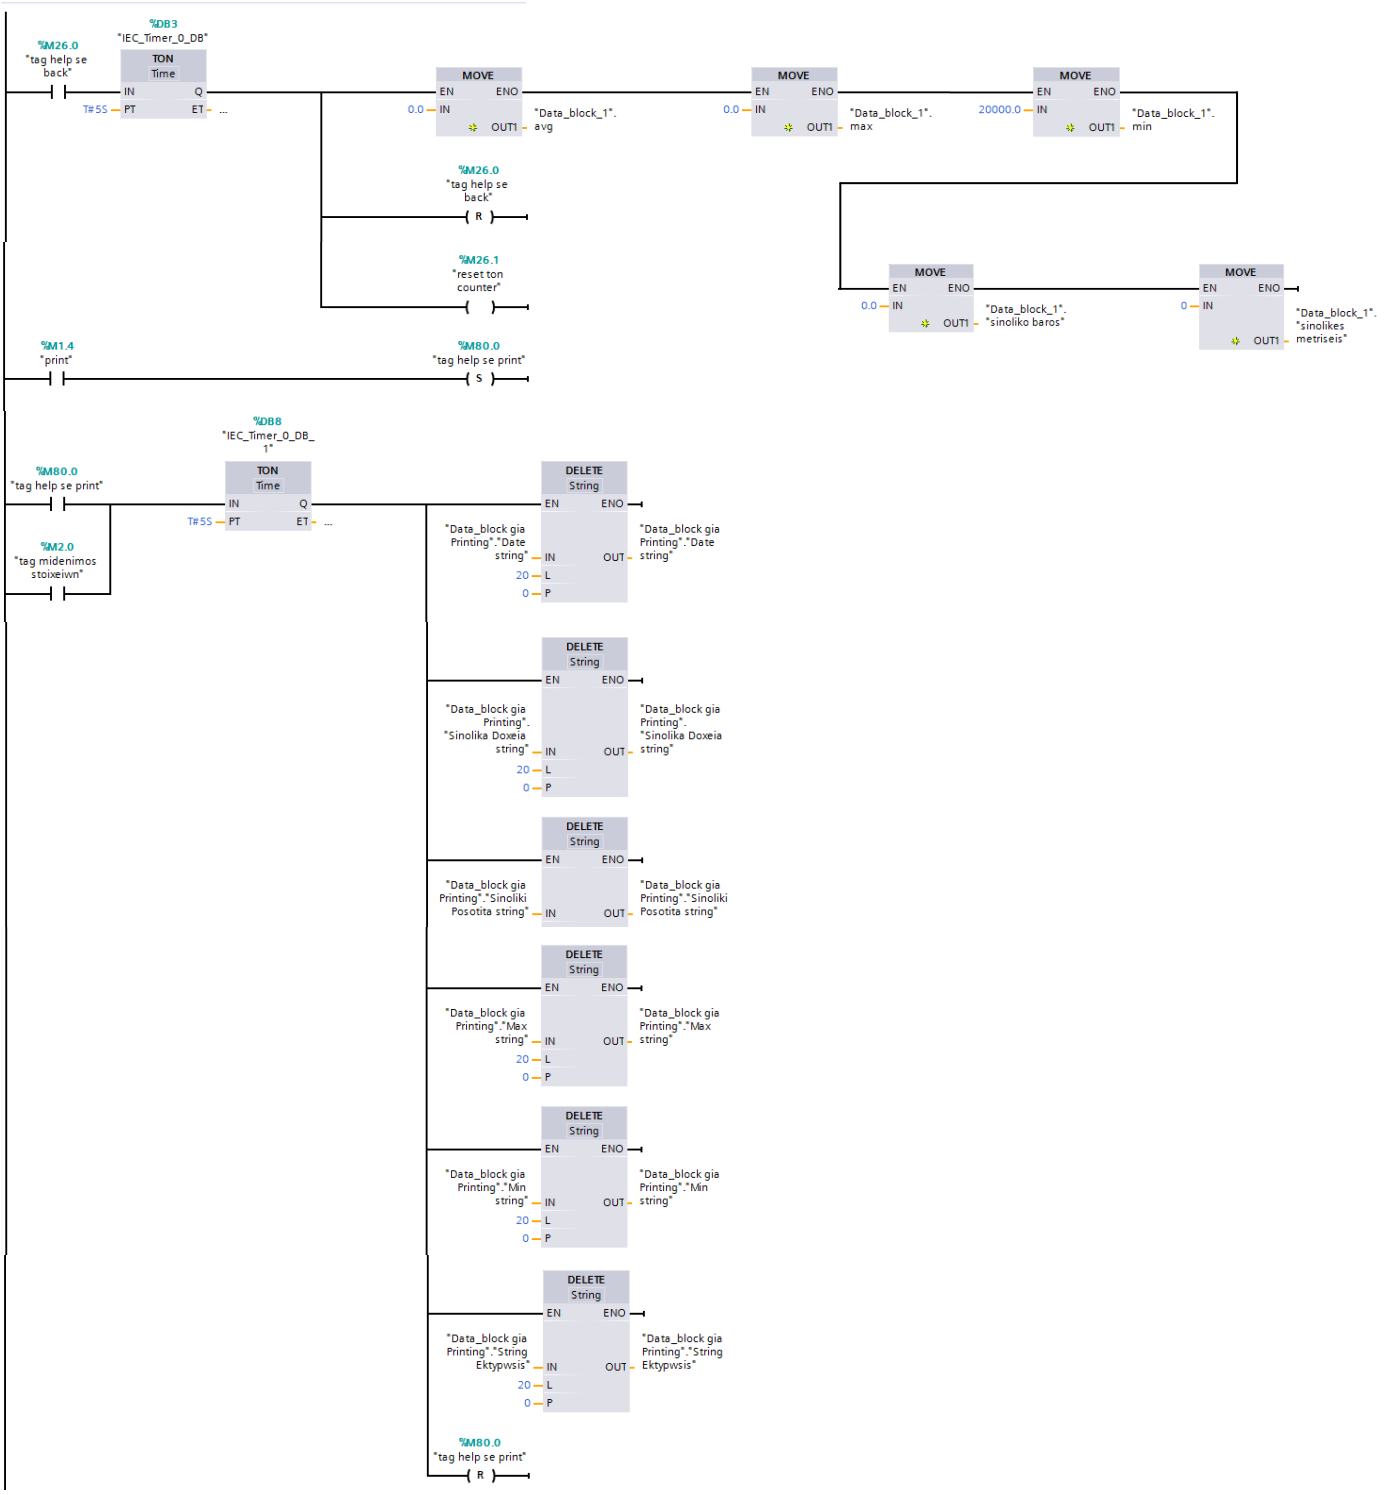 %DB3
"IEC_Timer_0_DB"
%M26.0
"tag help se
back"
TON
Time
IN Q
T#5S PT ET ...
MOVE
EN ENO
0.0 IN
OUT1
"Data_block_1".
avg
MOVE
EN ENO
0.0 IN
OUT1
"Data_block_1".
max
MOVE
EN ENO
20000.0 IN
OUT1
"Data_block_1".
min
%M26.0
"tag help se
back"
R
%M26.1
"reset ton
counter"
MOVE
EN ENO
0.0 IN
OUT1
"Data_block_1".
"sinoliko baros"
MOVE
EN ENO
0 IN
OUT1
"Data_block_1".
"sinolikes
metriseis"
%M1.4
"print"
%M80.0
"tag help se print"
S
%DB8
"IEC_Timer_0_DB_
1"
%M80.0
"tag help se print"
TON
Time
IN Q
T#5S PT ET ...
%M2.0
"tag midenimos
stoixeiwn"
DELETE
String
EN ENO
"Data_block gia
Printing"."Date
string" IN
20 L
0 P
OUT
"Data_block gia
Printing"."Date
string"
DELETE
String
EN ENO
"Data_block gia
Printing".
"Sinolika Doxeia
string" IN
20 L
0 P
OUT
"Data_block gia
Printing".
"Sinolika Doxeia
string"
DELETE
String
EN ENO
"Data_block gia
Printing"."Sinoliki
Posotita string" IN
OUT
"Data_block gia
Printing"."Sinoliki
Posotita string"
DELETE
String
EN ENO
"Data_block gia
Printing"."Max
string" IN
20 L
0 P
OUT
"Data_block gia
Printing"."Max
string"
DELETE
String
EN ENO
"Data_block gia
Printing"."Min
string" IN
20 L
0 P
OUT
"Data_block gia
Printing"."Min
string"
DELETE
String
EN ENO
"Data_block gia
Printing"."String
Ektypwsis" IN
20 L
0 P
OUT
"Data_block gia
Printing"."String
Ektypwsis"
%M80.0
"tag help se print"
R